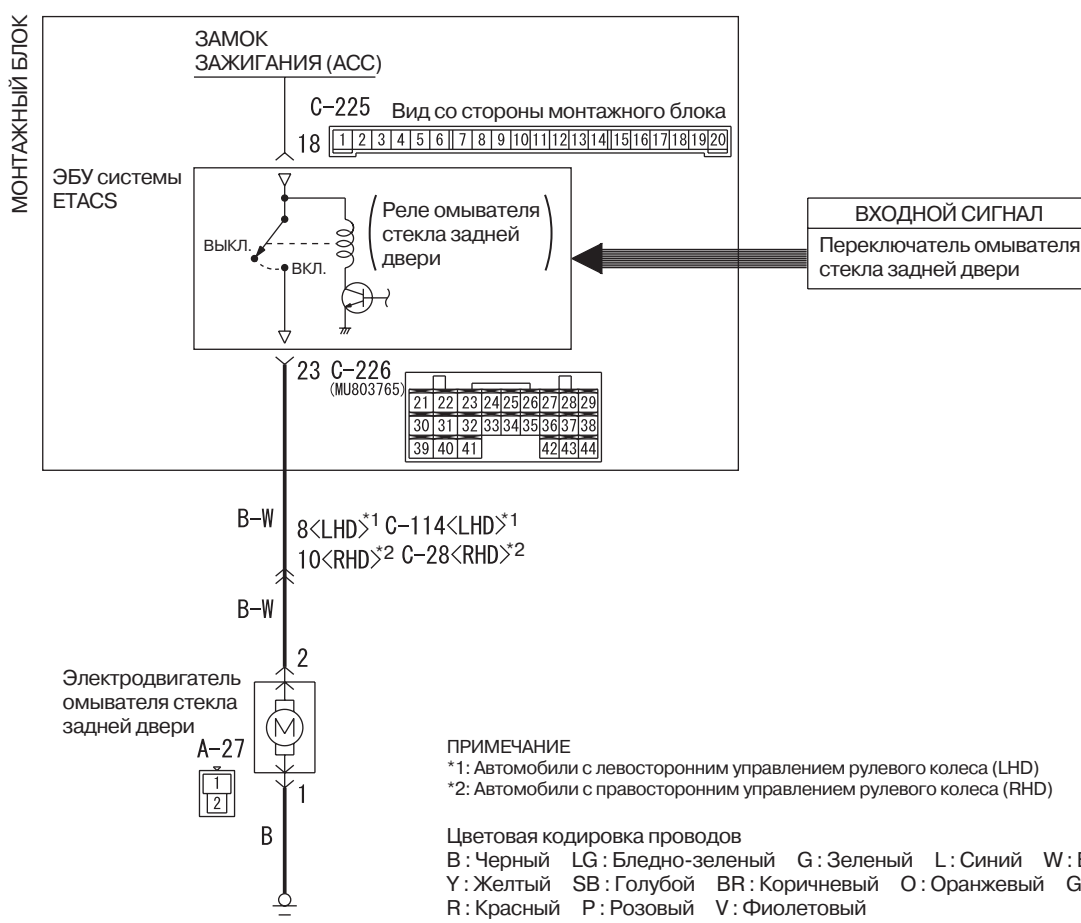 МОНТАЖНЫЙ БЛОК
ЗАМОК
ЗАЖИГАНИЯ (ACC)
C-225 Вид со стороны монтажного блока
18
1 2 3 4 5 6 7 8 9 10 11 12 13 14 15 16 17 18 19 20
ЭБУ системы
ETACS
Реле омывателя
стекла задней
двери
ВЫКЛ.
ВКЛ.
ВХОДНОЙ СИГНАЛ
Переключатель омывателя
стекла задней двери
23 C-226
(MU803765)
21 22 23 24 25 26 27 28 29
30 31 32 33 34 35 36 37 38
39 40 41 42 43 44
B-W
8<LHD>*1 C-114<LHD>*1
10<RHD>*2 C-28<RHD>*2
B-W
2
Электродвигатель
омывателя стекла
задней двери
M
A-27
1
2
1
B
ПРИМЕЧАНИЕ
*1: Автомобили с левосторонним управлением рулевого колеса (LHD)
*2: Автомобили с правосторонним управлением рулевого колеса (RHD)
Цветовая кодировка проводов
B : Черный LG : Бледно-зеленый G : Зеленый L : Синий W :
Y : Желтый SB : Голубой BR : Коричневый O : Оранжевый G
R : Красный P : Розовый V : Фиолетовый